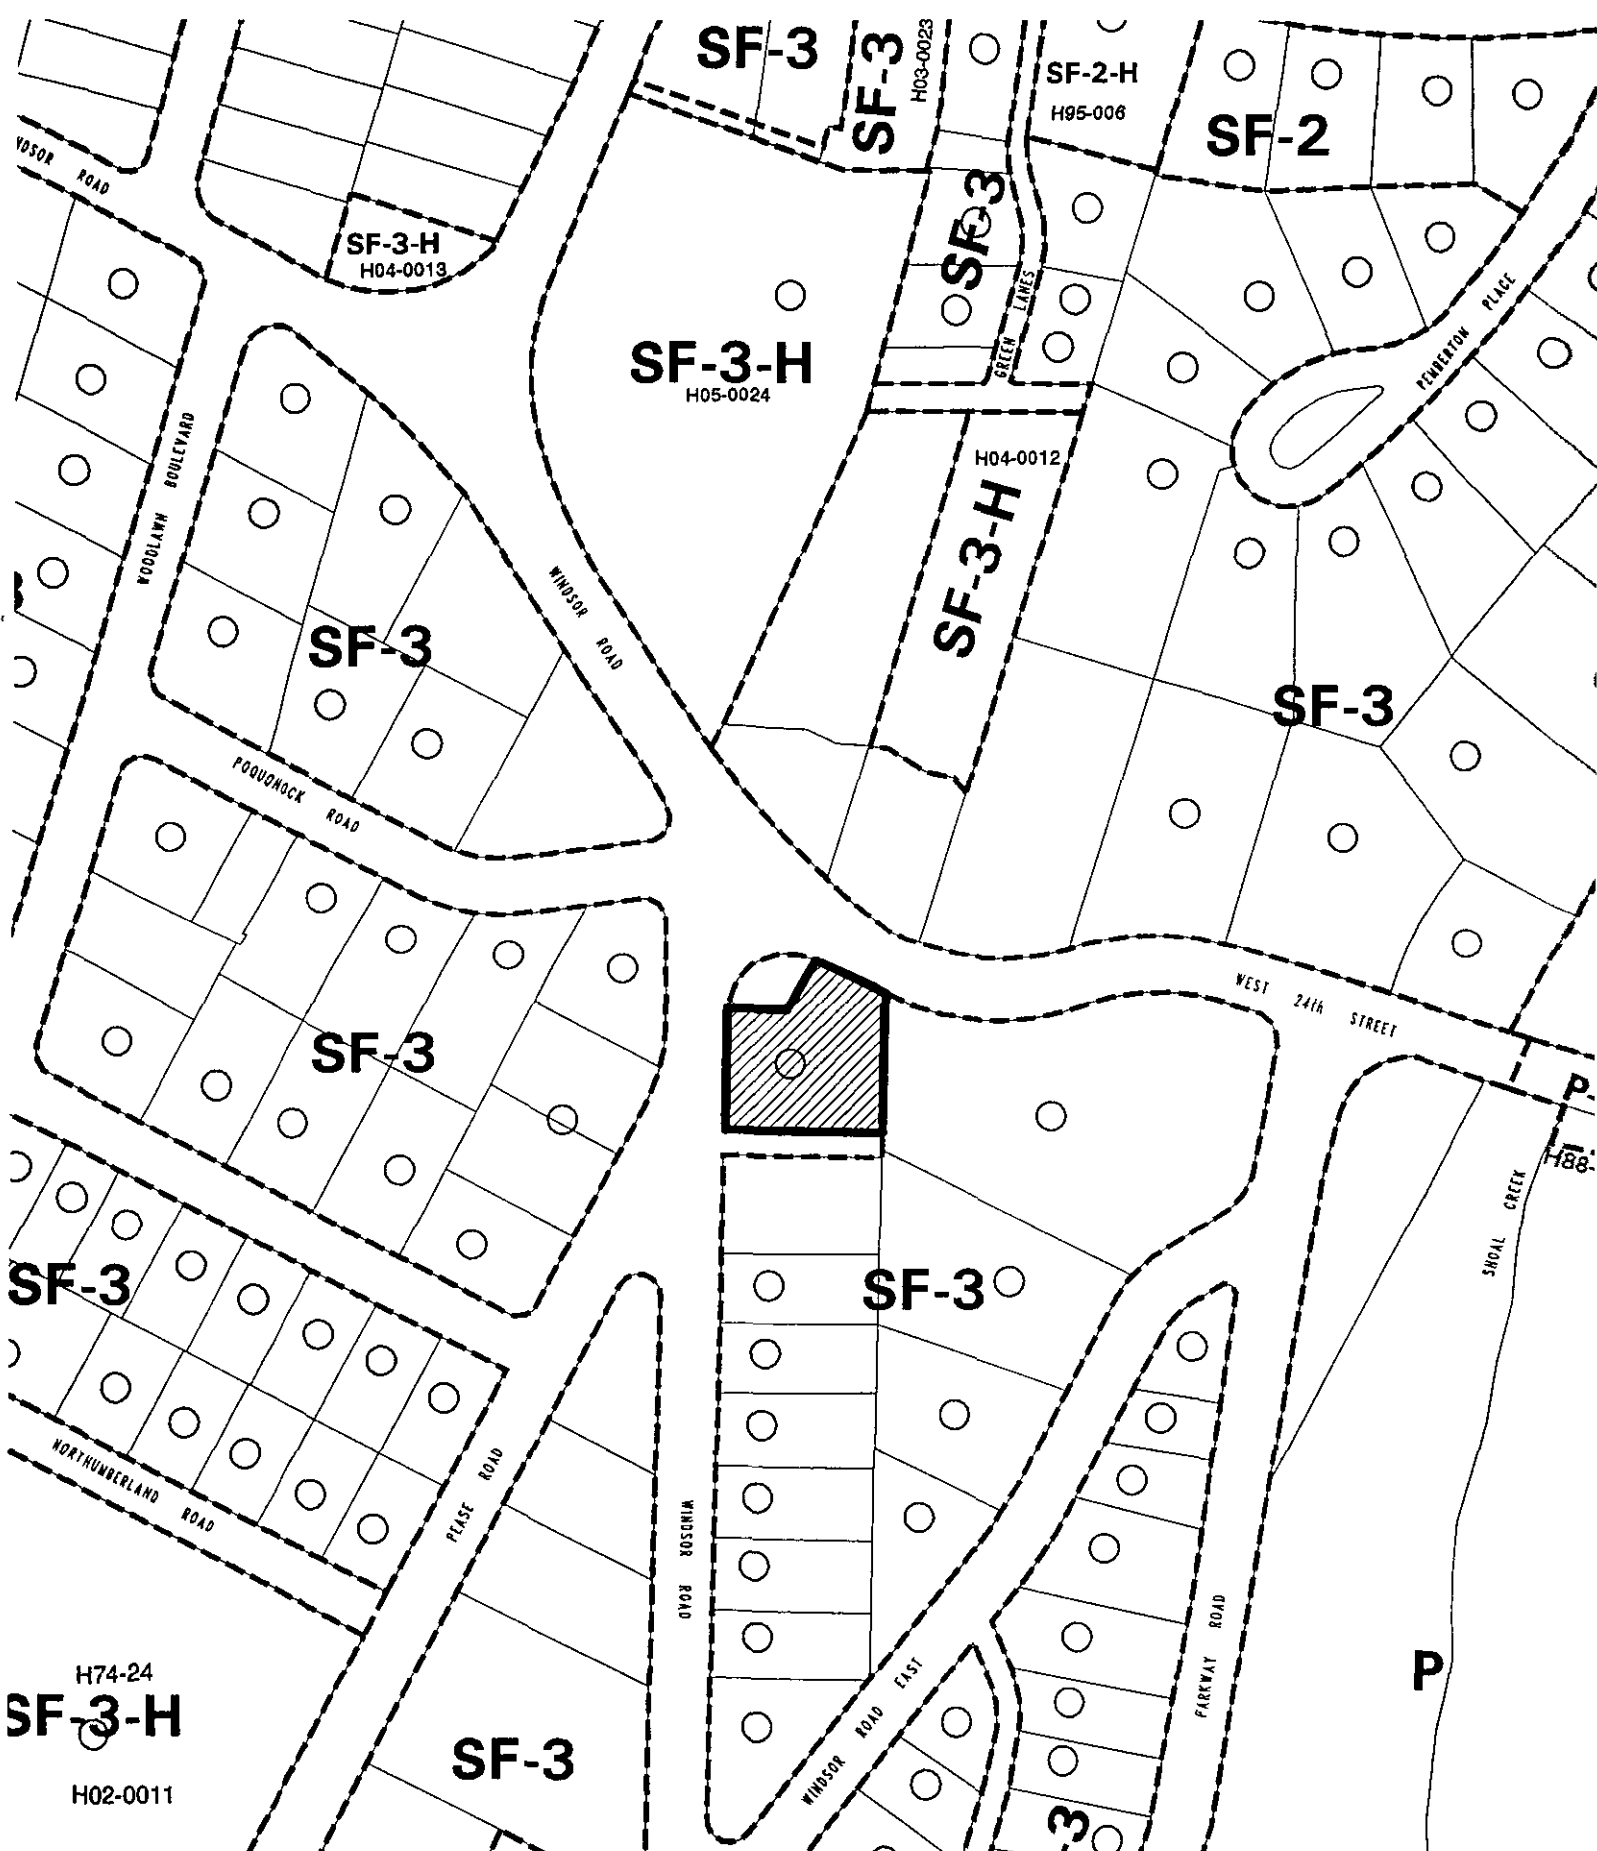 SF-3
SF-3
H03-0023
SF-2-H
H95-006
SF-2
ROAD
SF-3-H
H04-0013
SF-3
GREEN LANES
PEMBERTON PLACE
SF-3-H
H05-0024
WOODLAWN BOULEVARD
H04-0012
SF-3-H
WINDSOR ROAD
SF-3
SF-3
POQUONOCK ROAD
WEST 24th STREET
SF-3
P-
H88-
SHOAL CREEK
SF-3
SF-3
NORTHUMBERLAND ROAD
PEASE ROAD
WINDSOR ROAD
PARKWAY ROAD
WINDSOR ROAD EAST
P
H74-24
SF-3-H
H02-0011
SF-3
-3